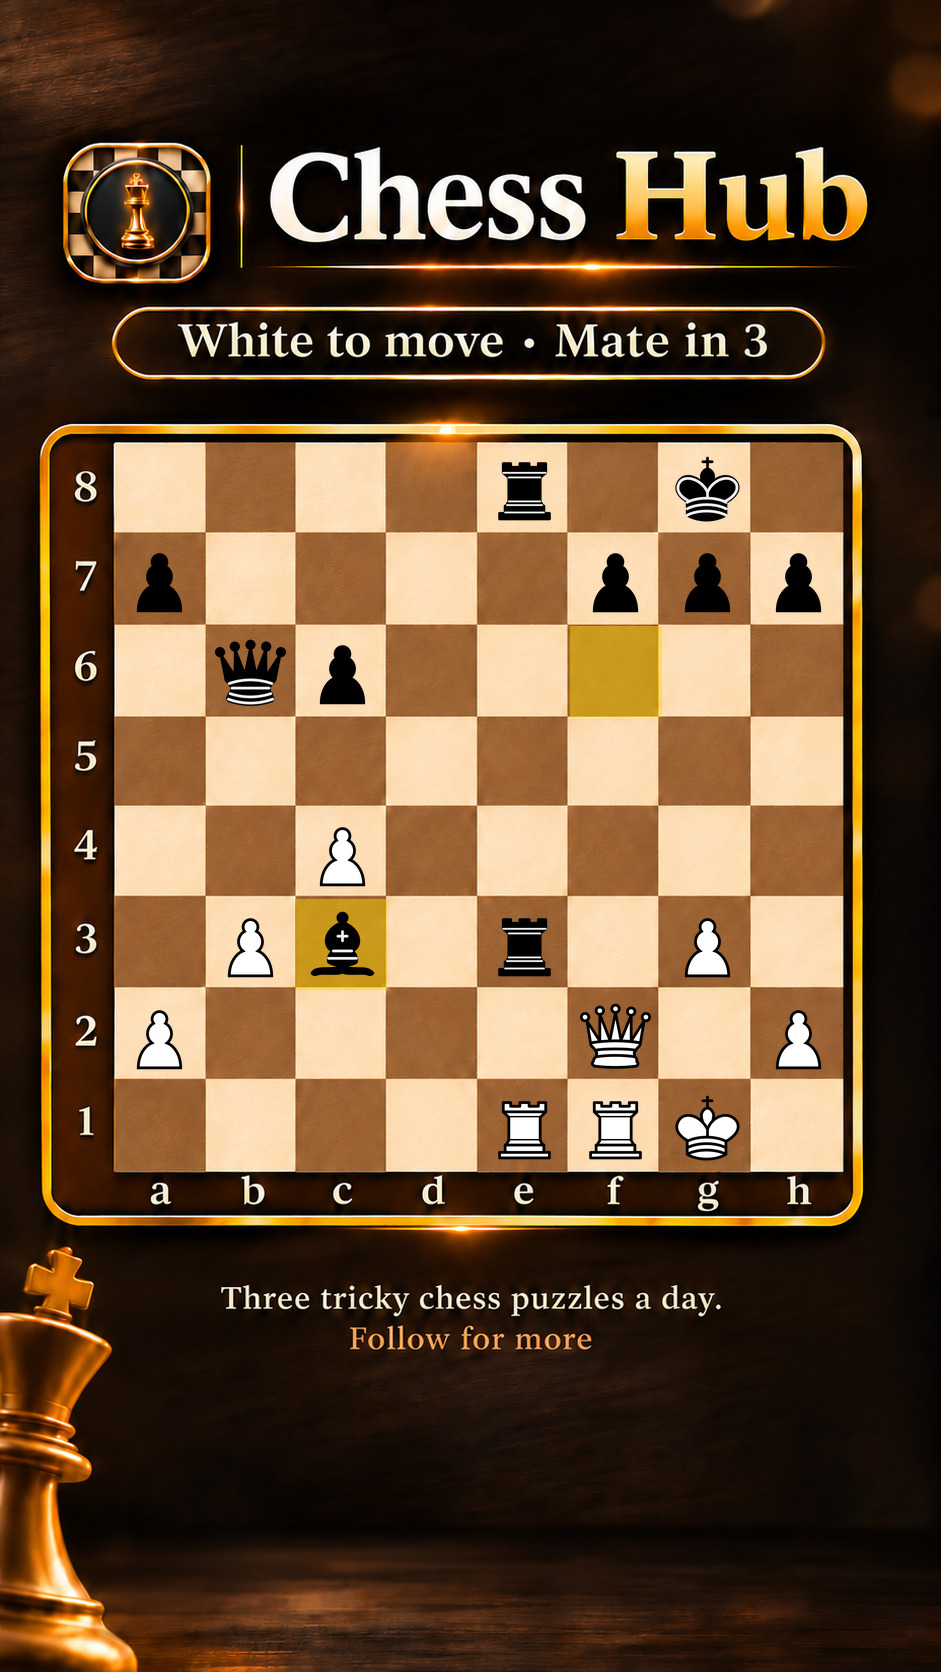 Chess Hub
White to move • Mate in 3
8
7
6
5
4
3
2
1
a b c d e f g h
Three tricky chess puzzles a day.
Follow for more